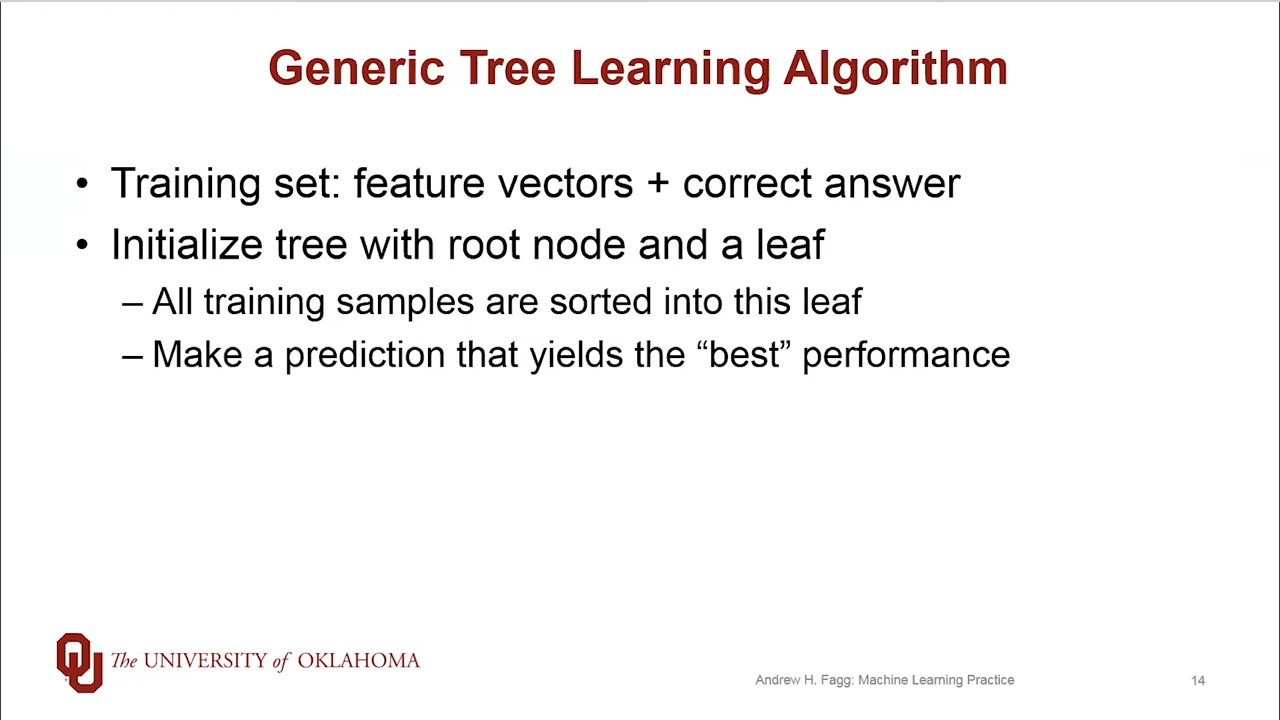 Generic Tree Learning Algorithm
• Training set: feature vectors + correct answer
• Initialize tree with root node and a leaf
– All training samples are sorted into this leaf
– Make a prediction that yields the “best” performance
The UNIVERSITY of OKLAHOMA
Andrew H. Fagg: Machine Learning Practice
14